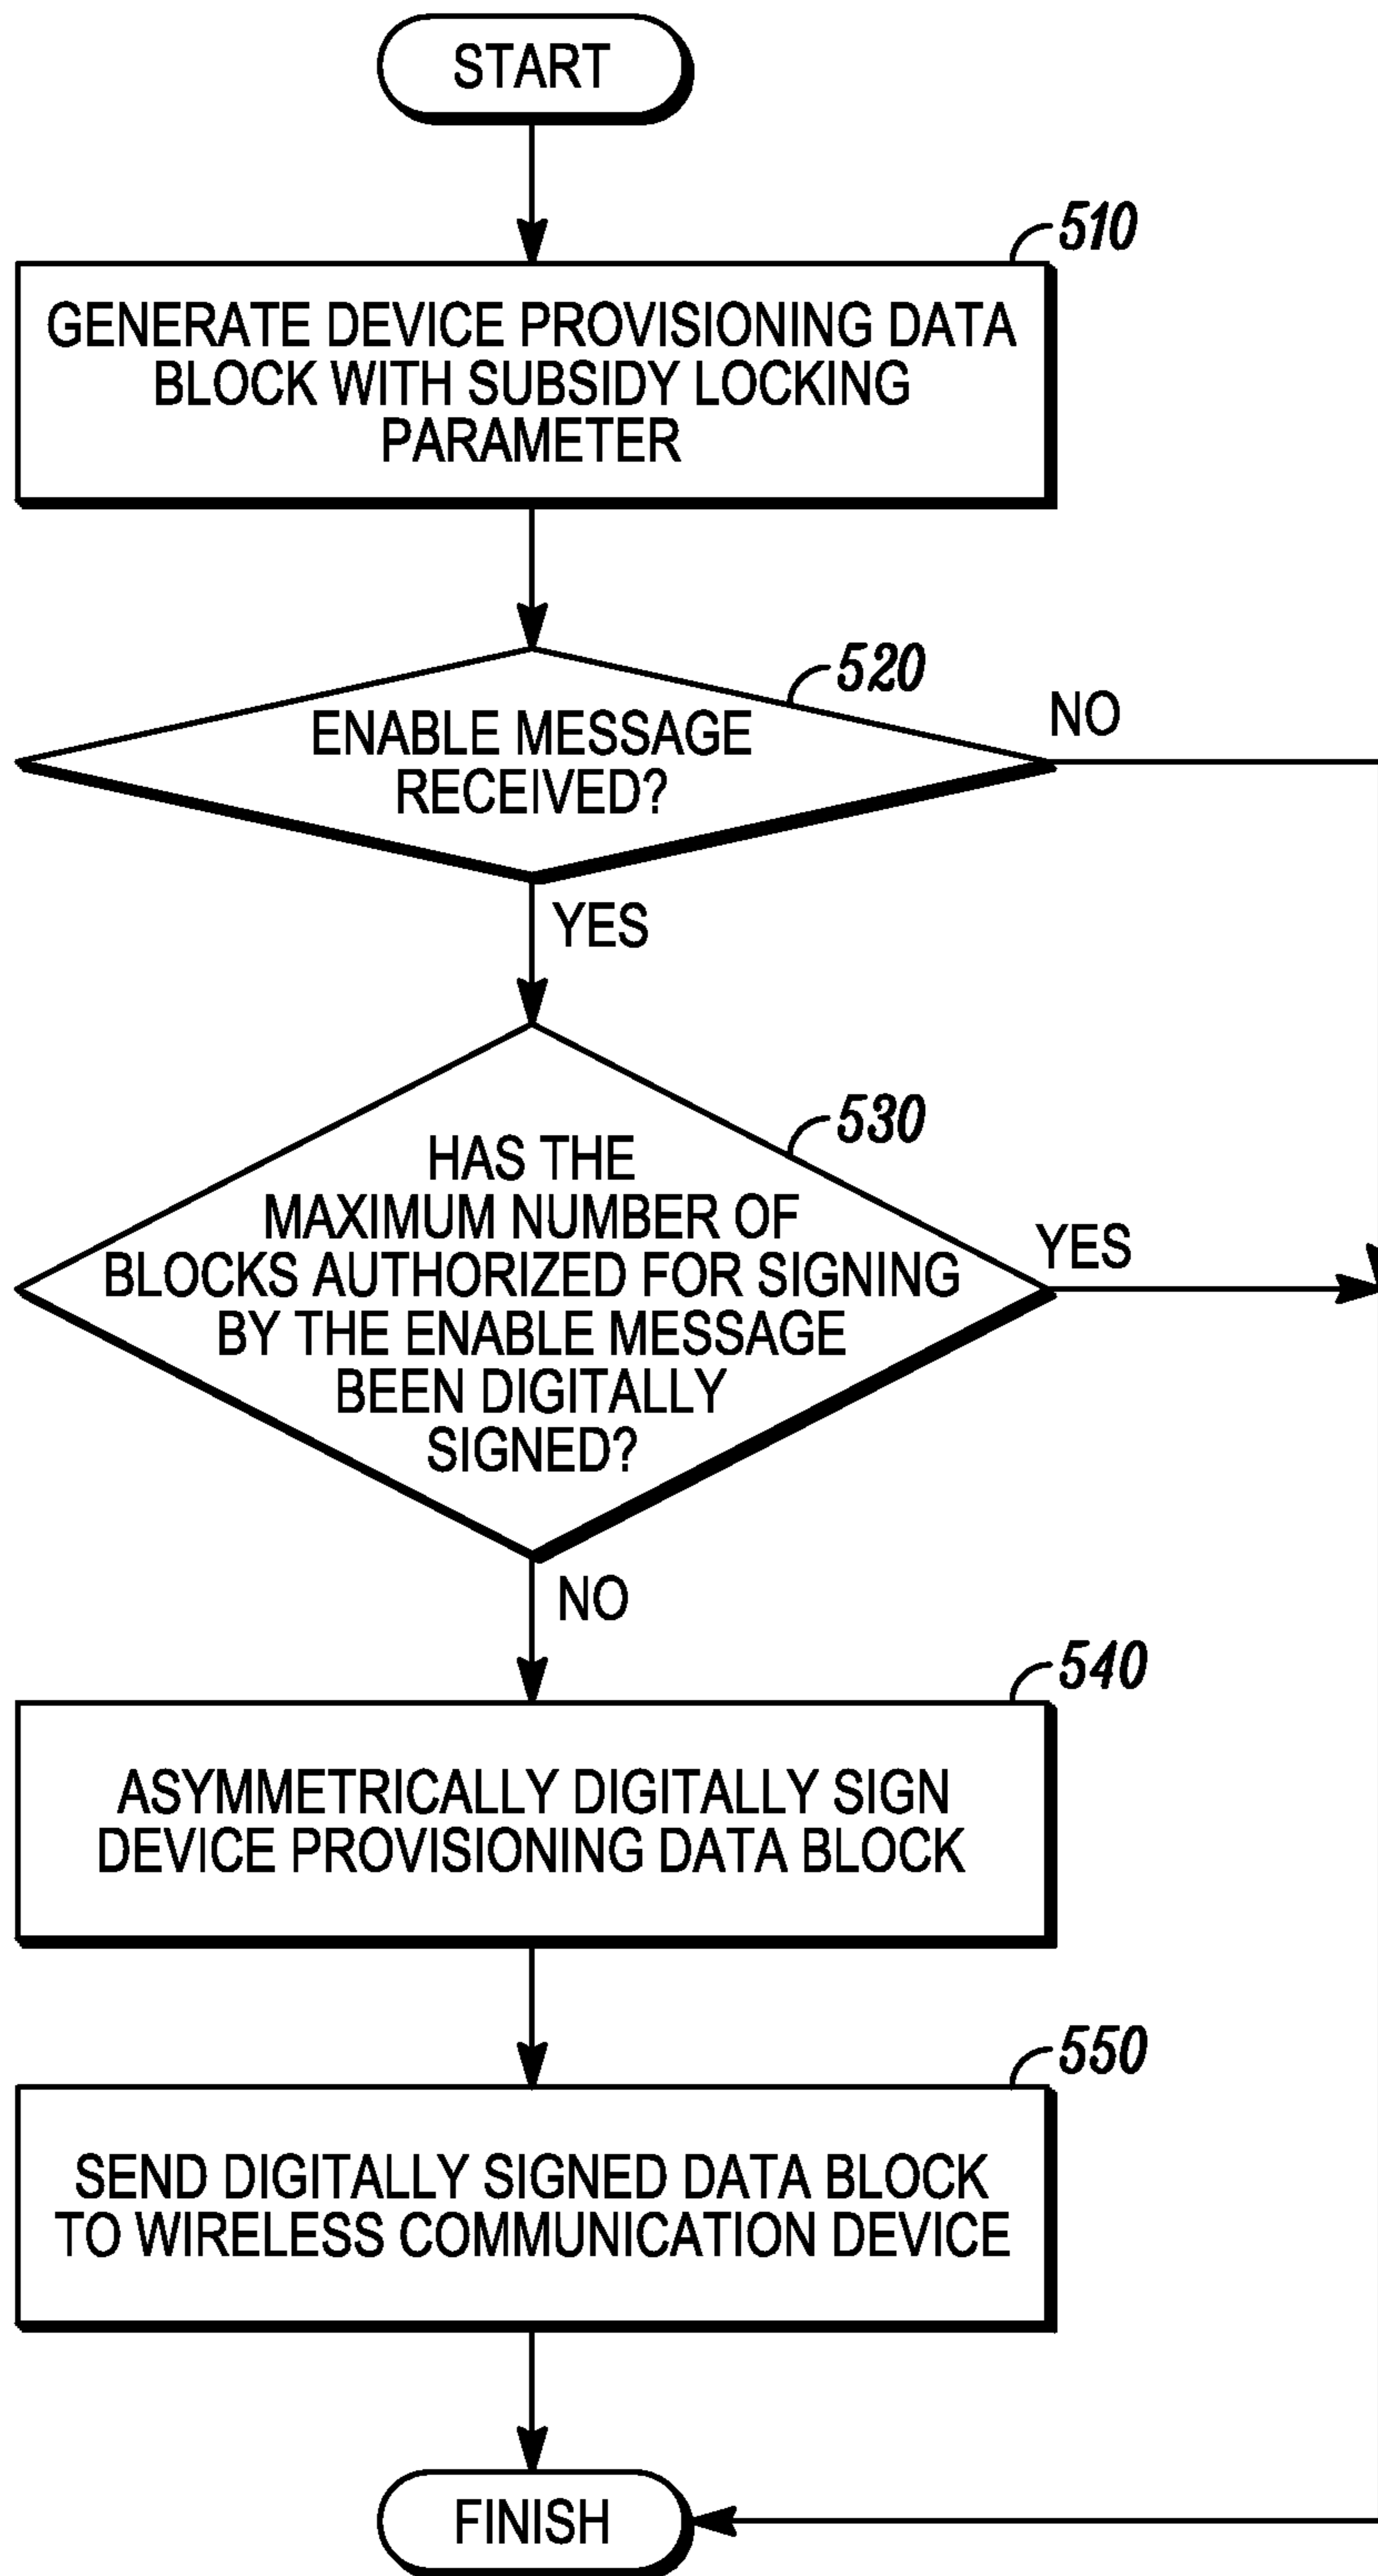 START
510
GENERATE DEVICE PROVISIONING DATA
BLOCK WITH SUBSIDY LOCKING
PARAMETER
520
ENABLE MESSAGE
RECEIVED?
NO
YES
530
HAS THE
MAXIMUM NUMBER OF
BLOCKS AUTHORIZED FOR SIGNING
BY THE ENABLE MESSAGE
BEEN DIGITALLY
SIGNED?
YES
NO
540
ASYMMETRICALLY DIGITALLY SIGN
DEVICE PROVISIONING DATA BLOCK
550
SEND DIGITALLY SIGNED DATA BLOCK
TO WIRELESS COMMUNICATION DEVICE
FINISH